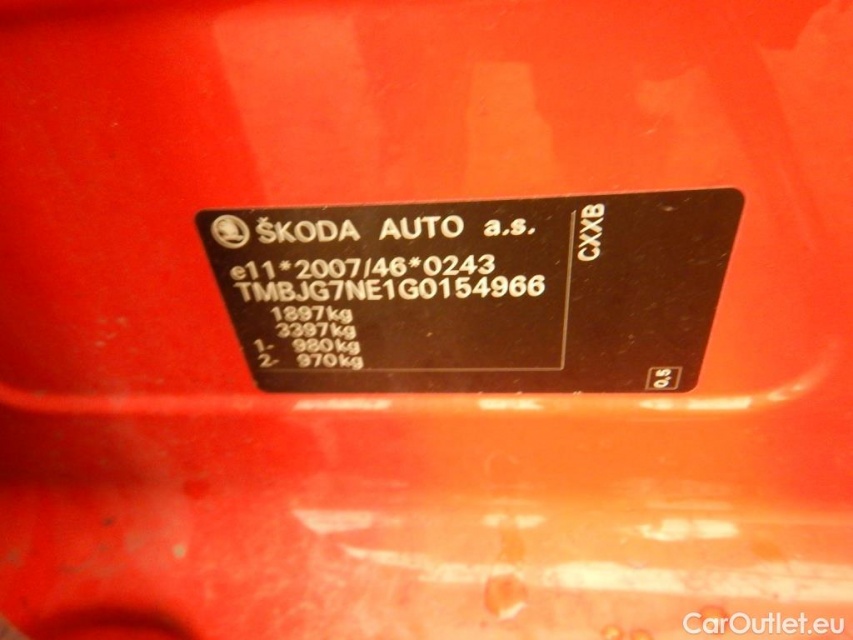 ŠKODA AUTO a.s.
e11*2007/46*0243
TMBJG7NE1G0154966
1897kg
3397kg
1- 980kg
2- 970kg
CXXB
0,5
CarOutlet.eu